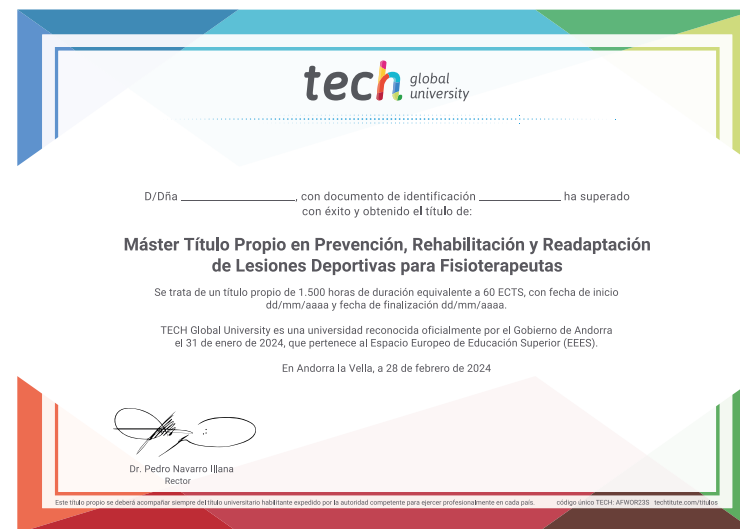 tech global university
D/Dña ____________, con documento de identificación _________ ha superado
con éxito y obtenido el título de:
Máster Título Propio en Prevención, Rehabilitación y Readaptación
de Lesiones Deportivas para Fisioterapeutas
Se trata de un título propio de 1.500 horas de duración equivalente a 60 ECTS, con fecha de inicio
dd/mm/aaaa y fecha de finalización dd/mm/aaaa.
TECH Global University es una universidad reconocida oficialmente por el Gobierno de Andorra
el 31 de enero de 2024, que pertenece al Espacio Europeo de Educación Superior (EEES).
En Andorra la Vella, a 28 de febrero de 2024
Dr. Pedro Navarro Illana
Rector
Este título propio se deberá acompañar siempre del título universitario habilitante expedido por la autoridad competente para ejercer profesionalmente en cada país. código único TECH: AFWOR23S techtitute.com/titulos